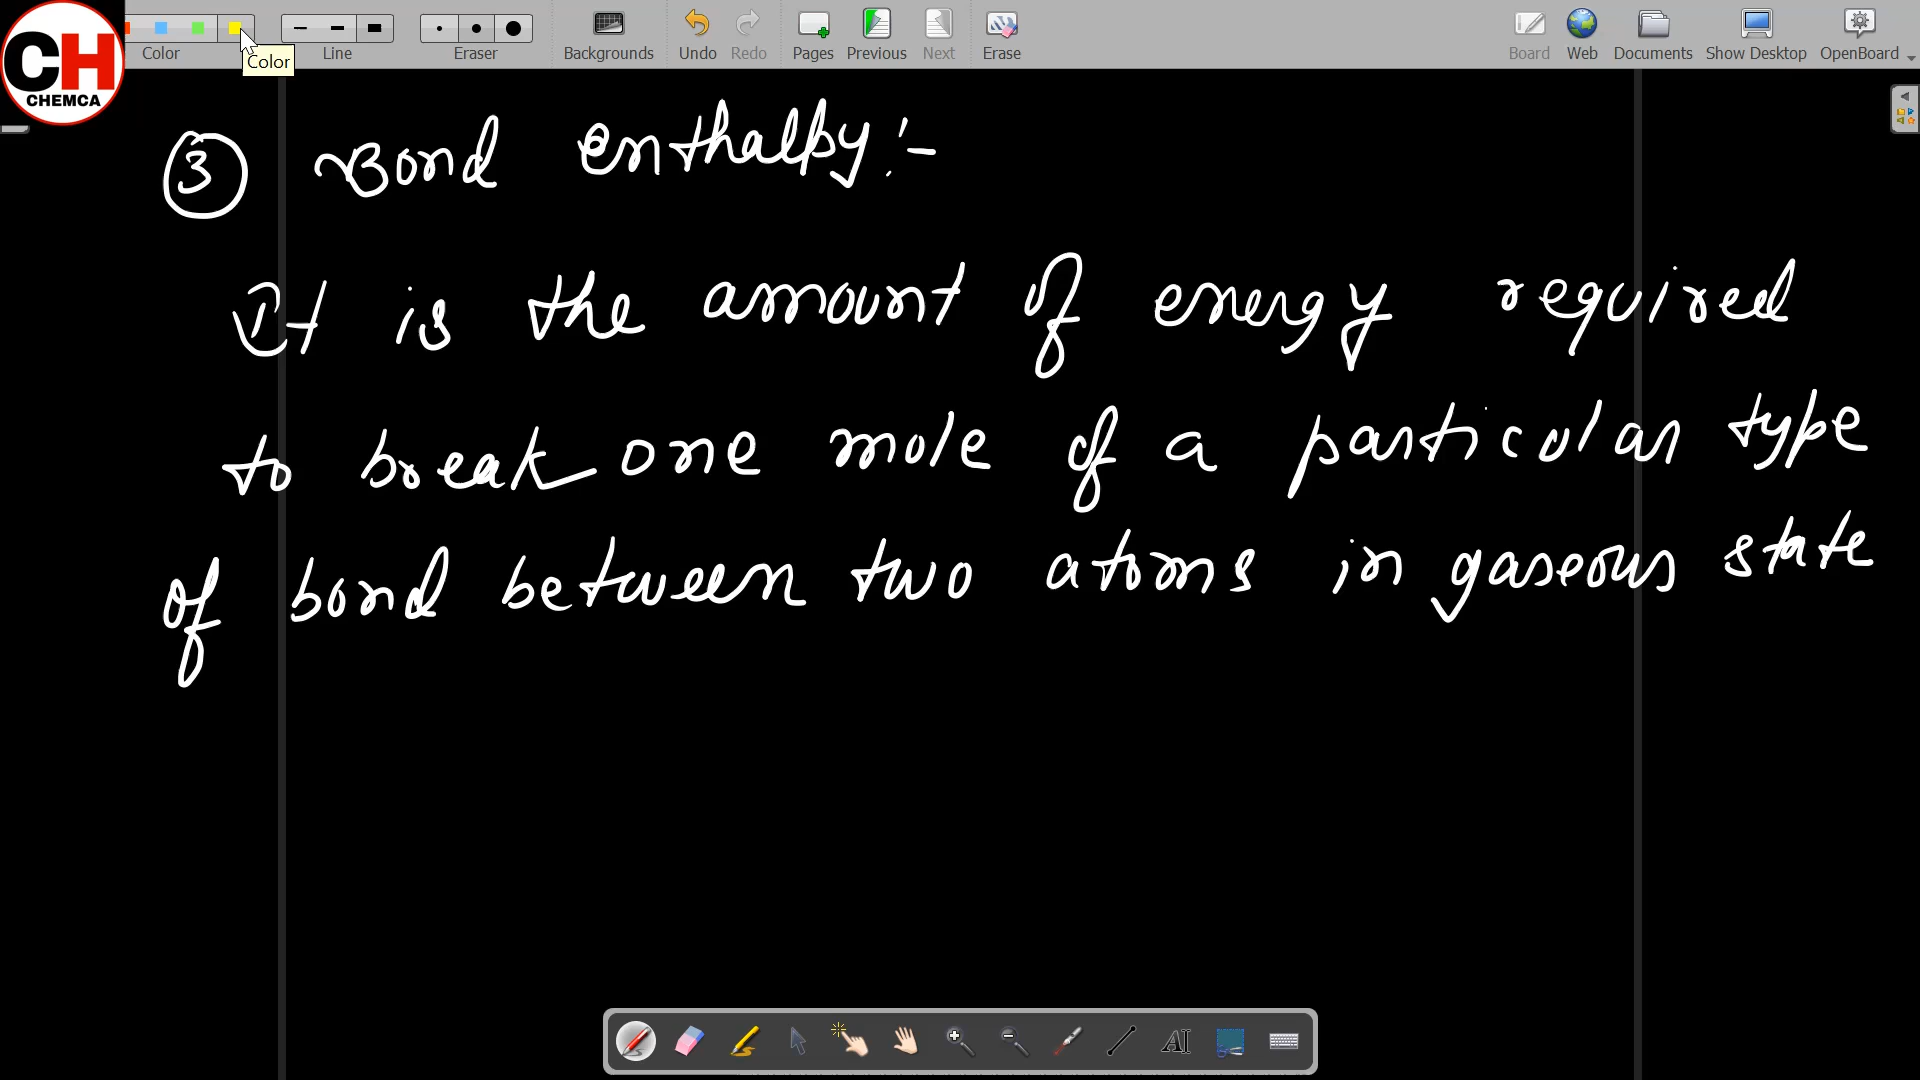 CH
CHEMCA
Color
Line
Eraser
Backgrounds
Undo
Redo
Pages
Previous
Next
Erase
Board
Web
Documents
Show Desktop
OpenBoard
Color
③ Bond enthalpy:-
It is the amount of energy required
to break one mole of a particular type
of bond between two atoms in gaseous state
AI